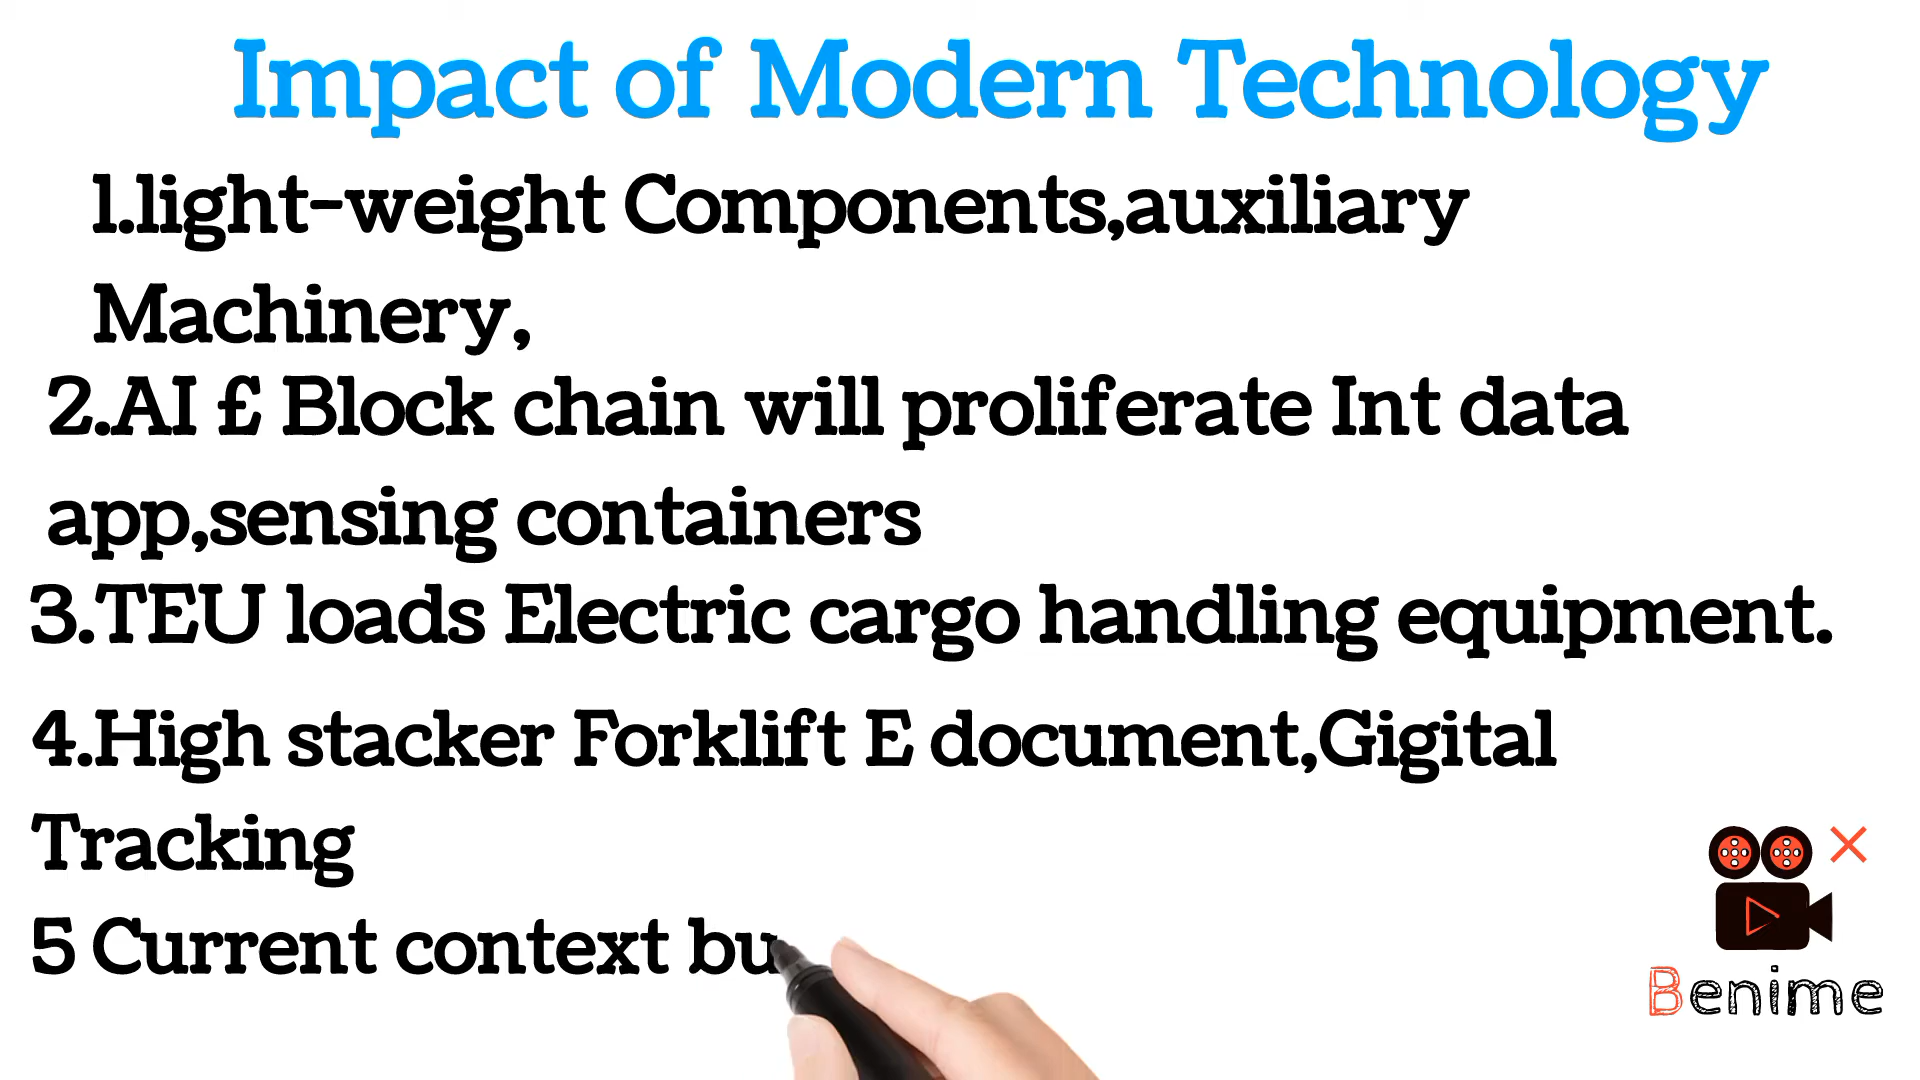 Impact of Modern Technology
1.light-weight Components,auxiliary
Machinery,
2.AI £ Block chain will proliferate Int data
app,sensing containers
3.TEU loads Electric cargo handling equipment.
4.High stacker Forklift E document,Gigital
Tracking
5 Current context bu
Benime